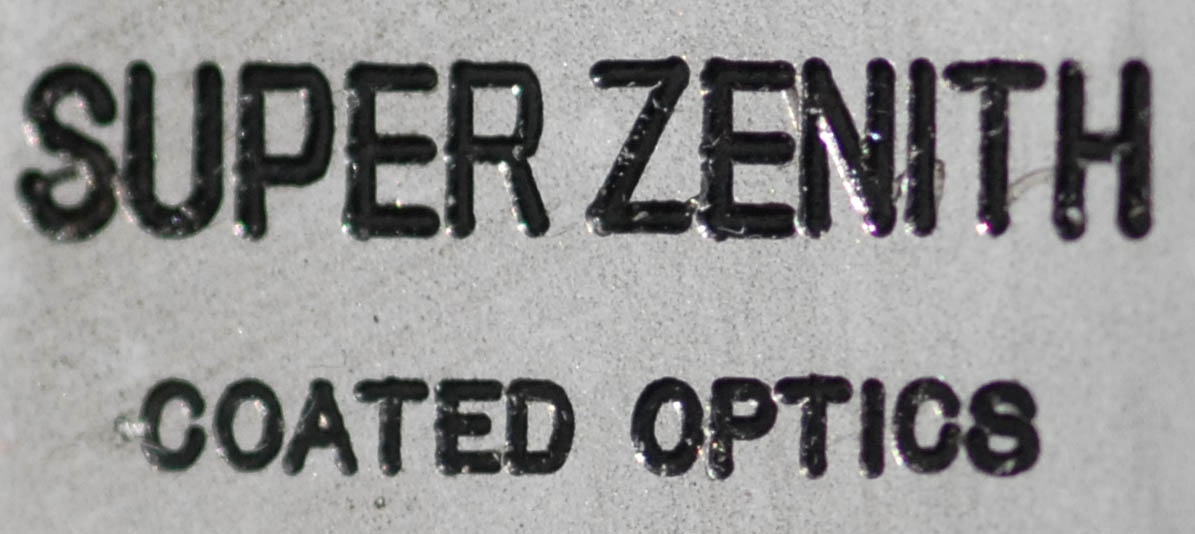 SUPER ZENITH
COATED OPTICS